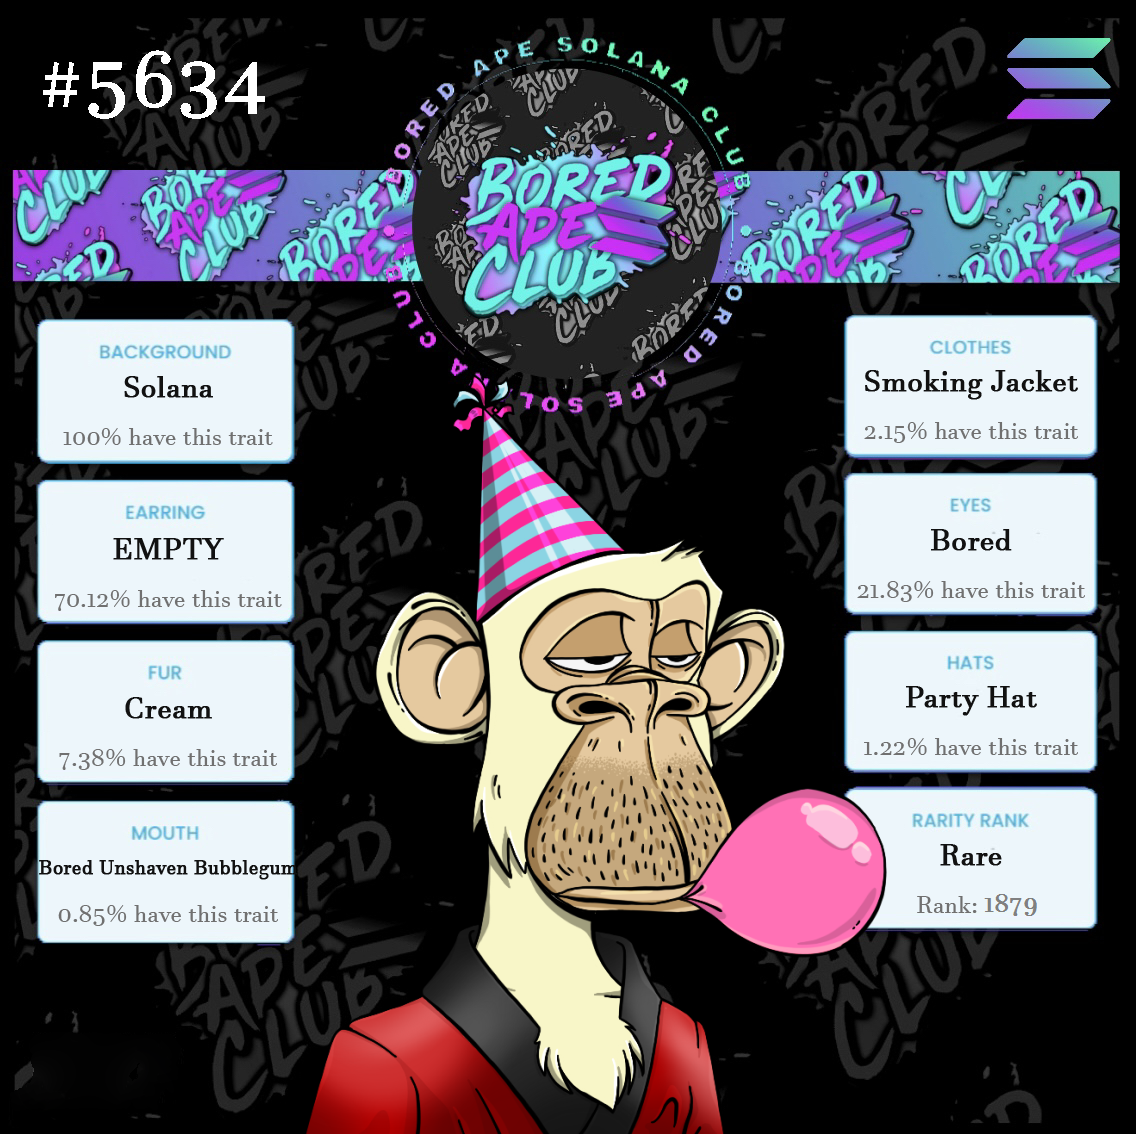 #5634
BORED APE SOLANA CLUB
BORED APE SOLANA CLUB
BORED
APE
CLUB
BACKGROUND
Solana
100% have this trait
EARRING
EMPTY
70.12% have this trait
FUR
Cream
7.38% have this trait
MOUTH
Bored Unshaven Bubblegum
0.85% have this trait
CLOTHES
Smoking Jacket
2.15% have this trait
EYES
Bored
21.83% have this trait
HATS
Party Hat
1.22% have this trait
RARITY RANK
Rare
Rank: 1879